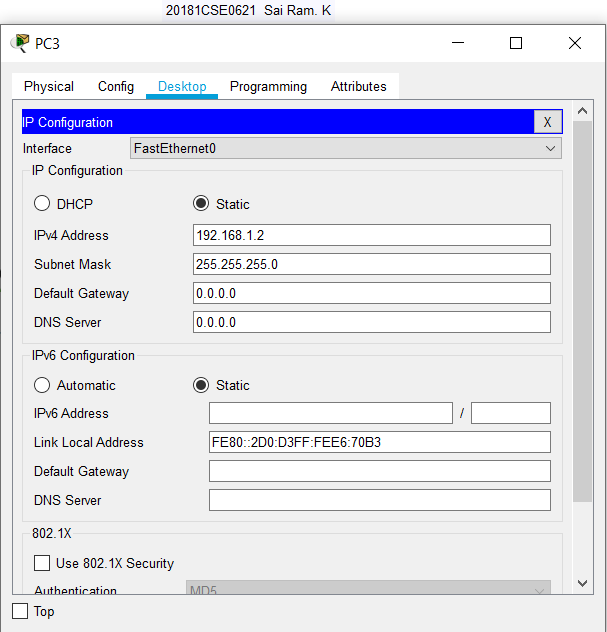 20181CSE0621 Sai Ram. K
PC3
Physical Config Desktop Programming Attributes
IP Configuration X
Interface FastEthernet0
IP Configuration
DHCP Static
IPv4 Address 192.168.1.2
Subnet Mask 255.255.255.0
Default Gateway 0.0.0.0
DNS Server 0.0.0.0
IPv6 Configuration
Automatic Static
IPv6 Address /
Link Local Address FE80::2D0:D3FF:FEE6:70B3
Default Gateway
DNS Server
802.1X
Use 802.1X Security
Authentication MD5
Top